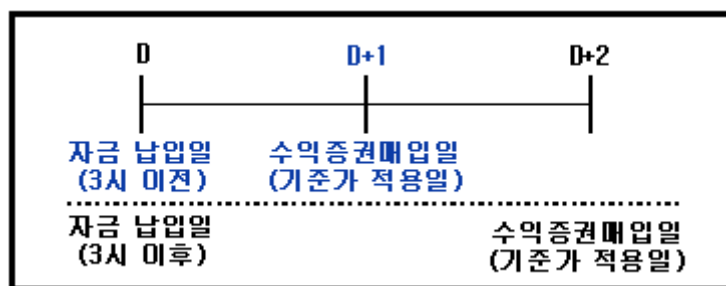 D D+1 D+2
자금 납입일 수익증권매입일
(3시 이전) (기준가 적용일)
자금 납입일 수익증권매입일
(3시 이후) (기준가 적용일)